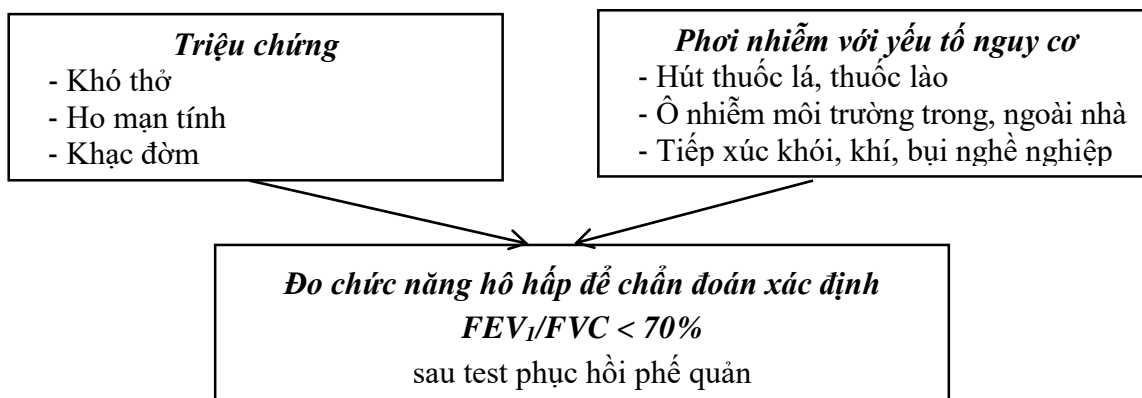 Triệu chứng
- Khó thở
- Ho mạn tính
- Khạc đờm
Phơi nhiễm với yếu tố nguy cơ
- Hút thuốc lá, thuốc lào
- Ô nhiễm môi trường trong, ngoài nhà
- Tiếp xúc khói, khí, bụi nghề nghiệp
Đo chức năng hô hấp để chẩn đoán xác định
FEV₁/FVC < 70%
sau test phục hồi phế quản